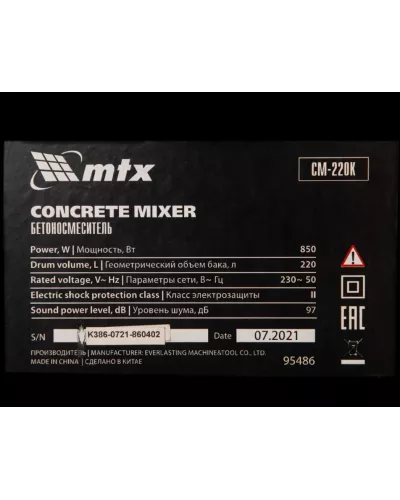 mtx
CM-220K
CONCRETE MIXER
БЕТОНОСМЕСИТЕЛЬ
Power, W | Мощность, Вт 850
Drum volume, L | Геометрический объем бака, л 220
Rated voltage, V~ Hz | Параметры сети, В~ Гц 230~ 50
Electric shock protection class | Класс электрозащиты II
Sound power level, dB | Уровень шума, дБ 97
S/N K386-0721-860402 Date 07.2021
ПРОИЗВОДИТЕЛЬ | MANUFACTURER: EVERLASTING MACHINE&TOOL CO., LTD.
MADE IN CHINA | СДЕЛАНО В КИТАЕ 95486
EAC